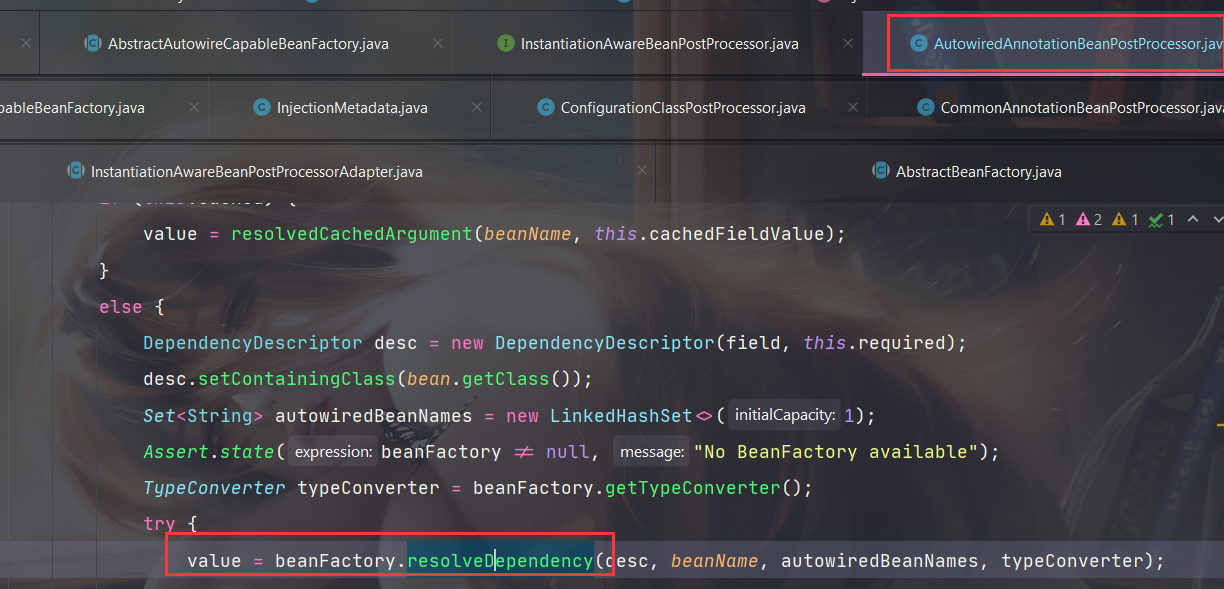 AbstractAutowireCapableBeanFactory.java InstantiationAwareBeanPostProcessor.java AutowiredAnnotationBeanPostProcessor.jav
pableBeanFactory.java InjectionMetadata.java ConfigurationClassPostProcessor.java CommonAnnotationBeanPostProcessor.java
InstantiationAwareBeanPostProcessorAdapter.java AbstractBeanFactory.java
1 2 1 1
value = resolvedCachedArgument(beanName, this.cachedFieldValue);
}
else {
DependencyDescriptor desc = new DependencyDescriptor(field, this.required);
desc.setContainingClass(bean.getClass());
Set<String> autowiredBeanNames = new LinkedHashSet<>( initialCapacity: 1);
Assert.state( expression: beanFactory != null, message: "No BeanFactory available");
TypeConverter typeConverter = beanFactory.getTypeConverter();
try {
value = beanFactory.resolveDependency(desc, beanName, autowiredBeanNames, typeConverter);